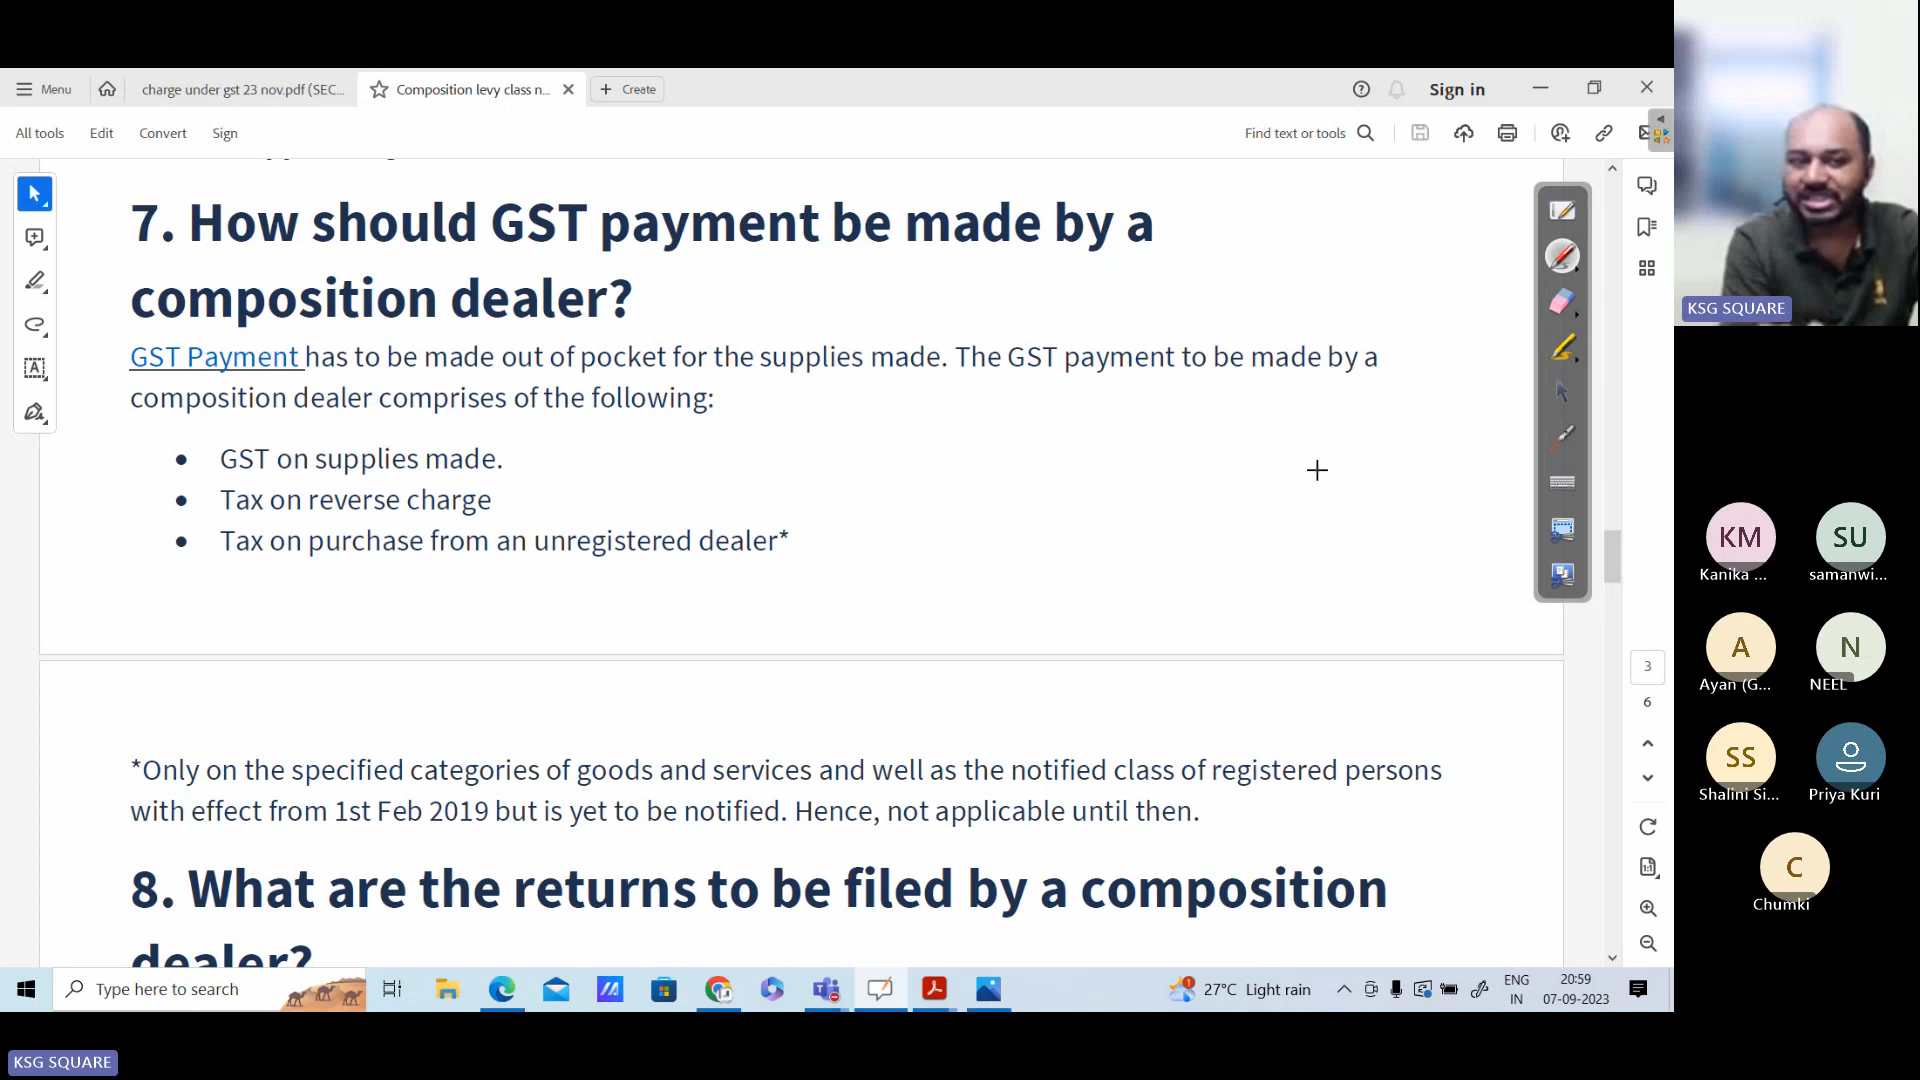 Menu
charge under gst 23 nov.pdf (SEC...
Composition levy class n...
Create
Sign in
All tools
Edit
Convert
Sign
Find text or tools
7. How should GST payment be made by a
composition dealer?
GST Payment has to be made out of pocket for the supplies made. The GST payment to be made by a
composition dealer comprises of the following:
• GST on supplies made.
• Tax on reverse charge
• Tax on purchase from an unregistered dealer*
*Only on the specified categories of goods and services and well as the notified class of registered persons
with effect from 1st Feb 2019 but is yet to be notified. Hence, not applicable until then.
8. What are the returns to be filed by a composition
dealer?
3
6
KSG SQUARE
KM
Kanika ...
SU
samanwi...
A
Ayan (G...
N
NEEL
SS
Shalini Si...
Priya Kuri
C
Chumki
Type here to search
27°C Light rain
ENG
IN
20:59
07-09-2023
KSG SQUARE